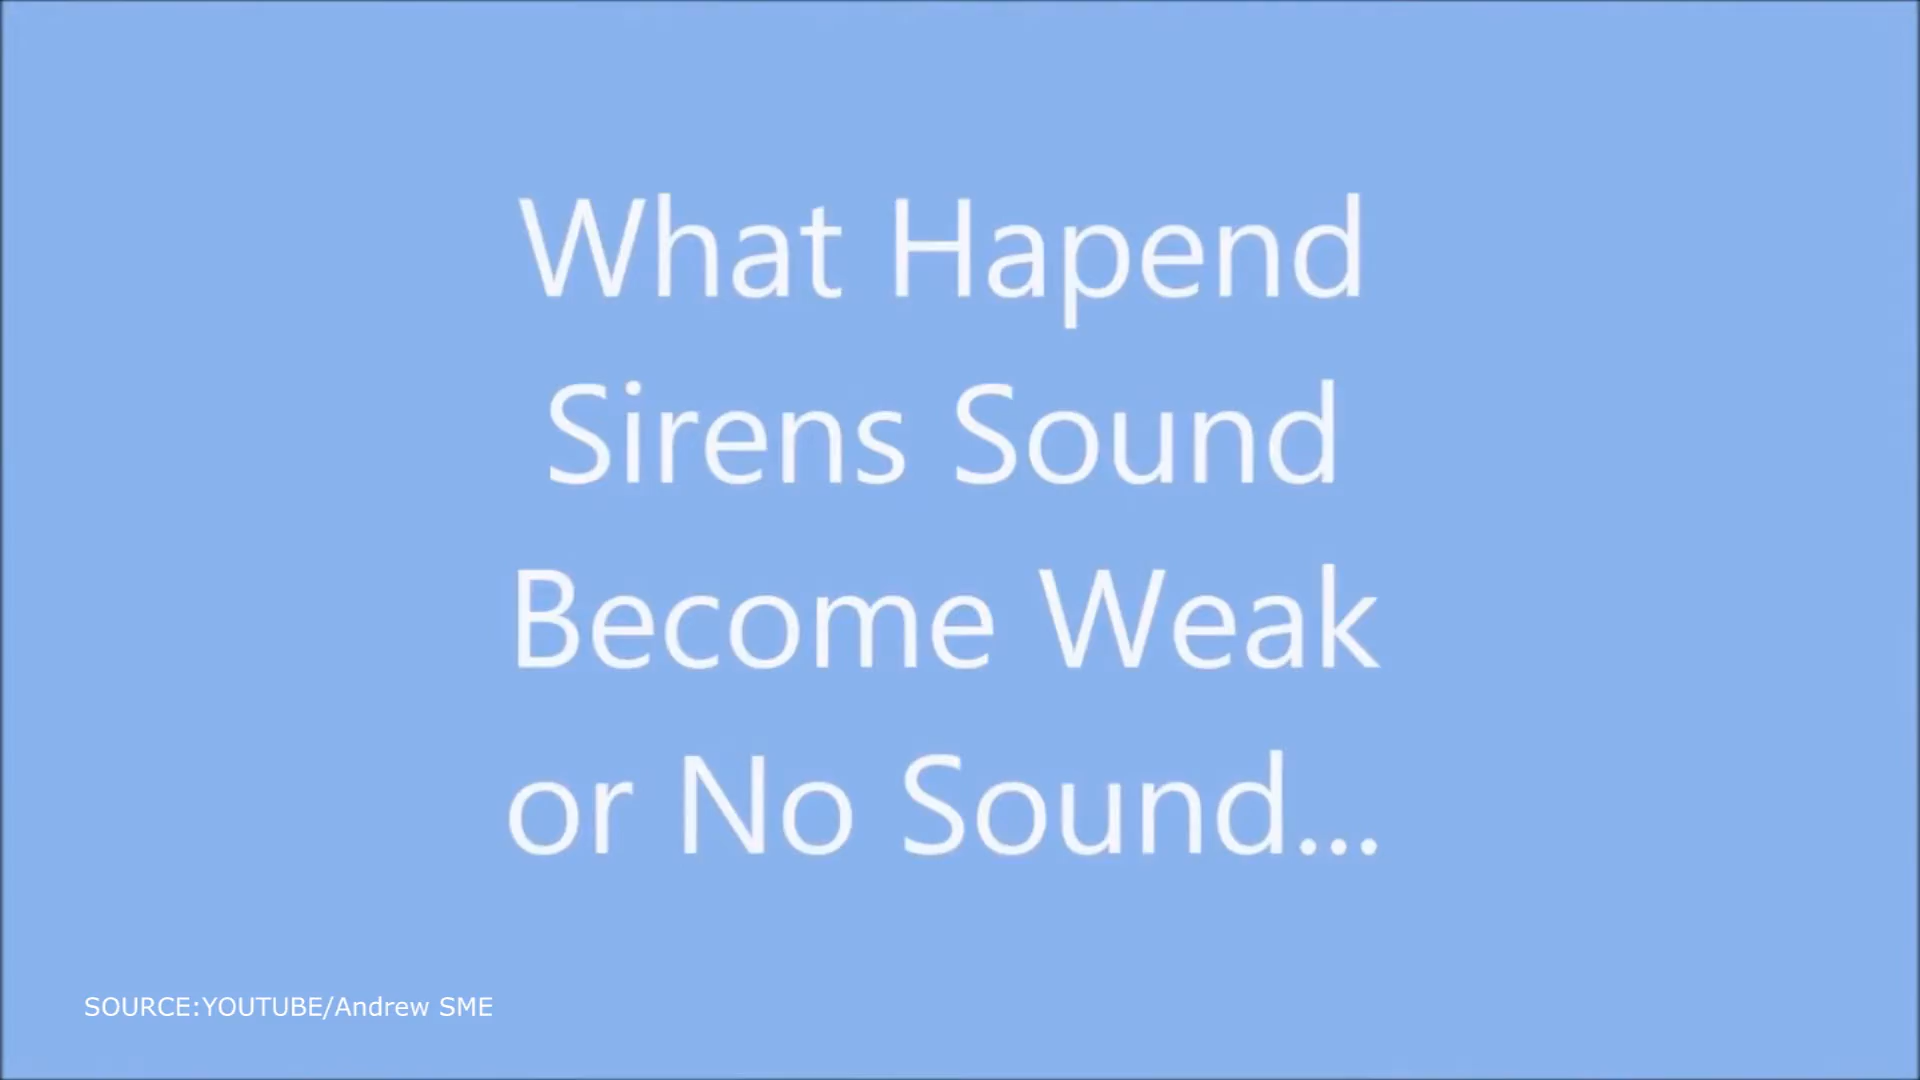 What Hapend
Sirens Sound
Become Weak
or No Sound...
SOURCE:YOUTUBE/Andrew SME